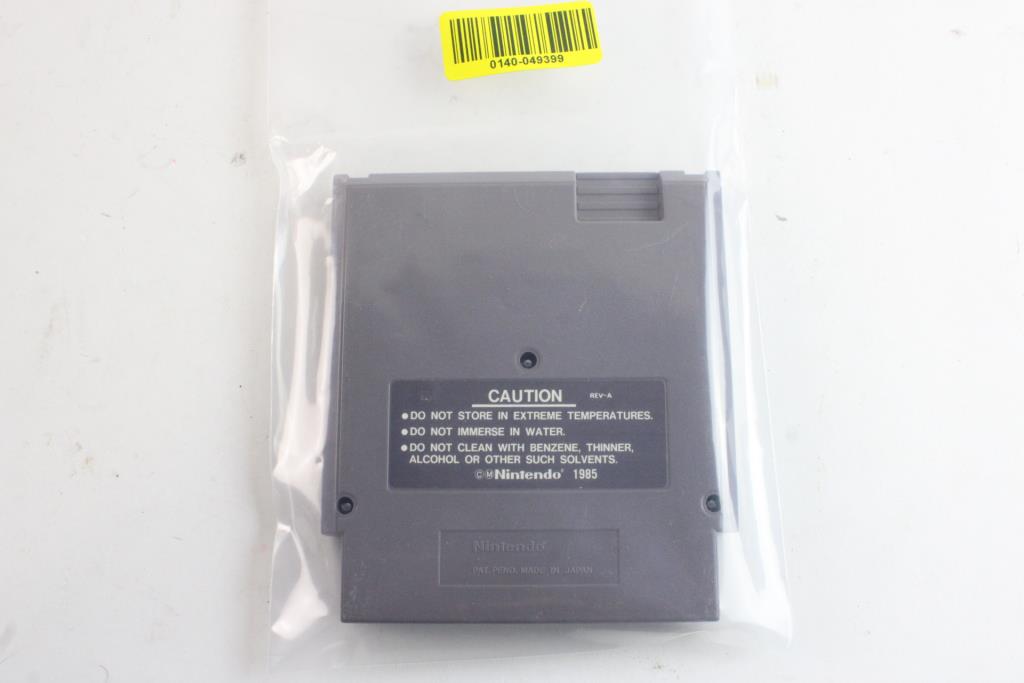 0140-049399
CAUTION REV-A
●DO NOT STORE IN EXTREME TEMPERATURES.
●DO NOT IMMERSE IN WATER.
●DO NOT CLEAN WITH BENZENE, THINNER,
ALCOHOL OR OTHER SUCH SOLVENTS.
©Ⓜ Nintendo® 1985
Nintendo®
PAT. PEND. MADE IN JAPAN